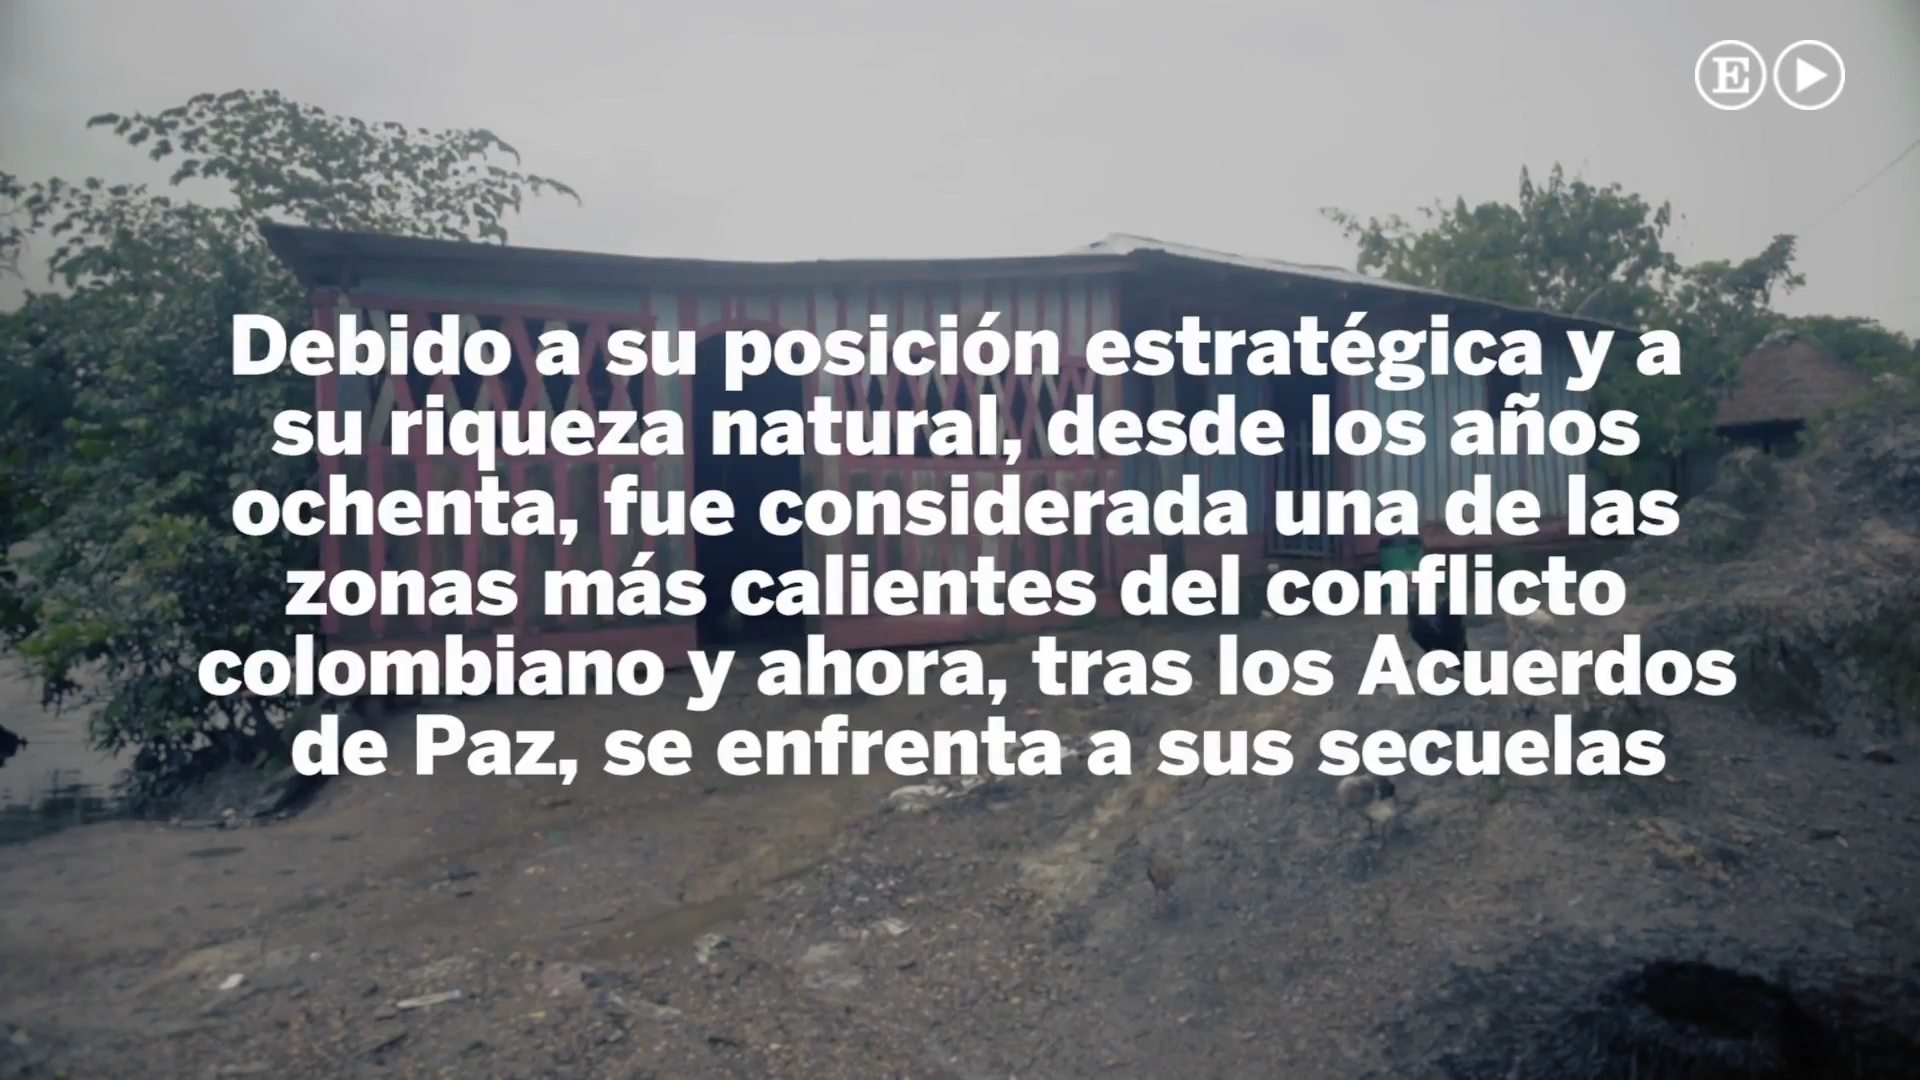 E
Debido a su posición estratégica y a
su riqueza natural, desde los años
ochenta, fue considerada una de las
zonas más calientes del conflicto
colombiano y ahora, tras los Acuerdos
de Paz, se enfrenta a sus secuelas